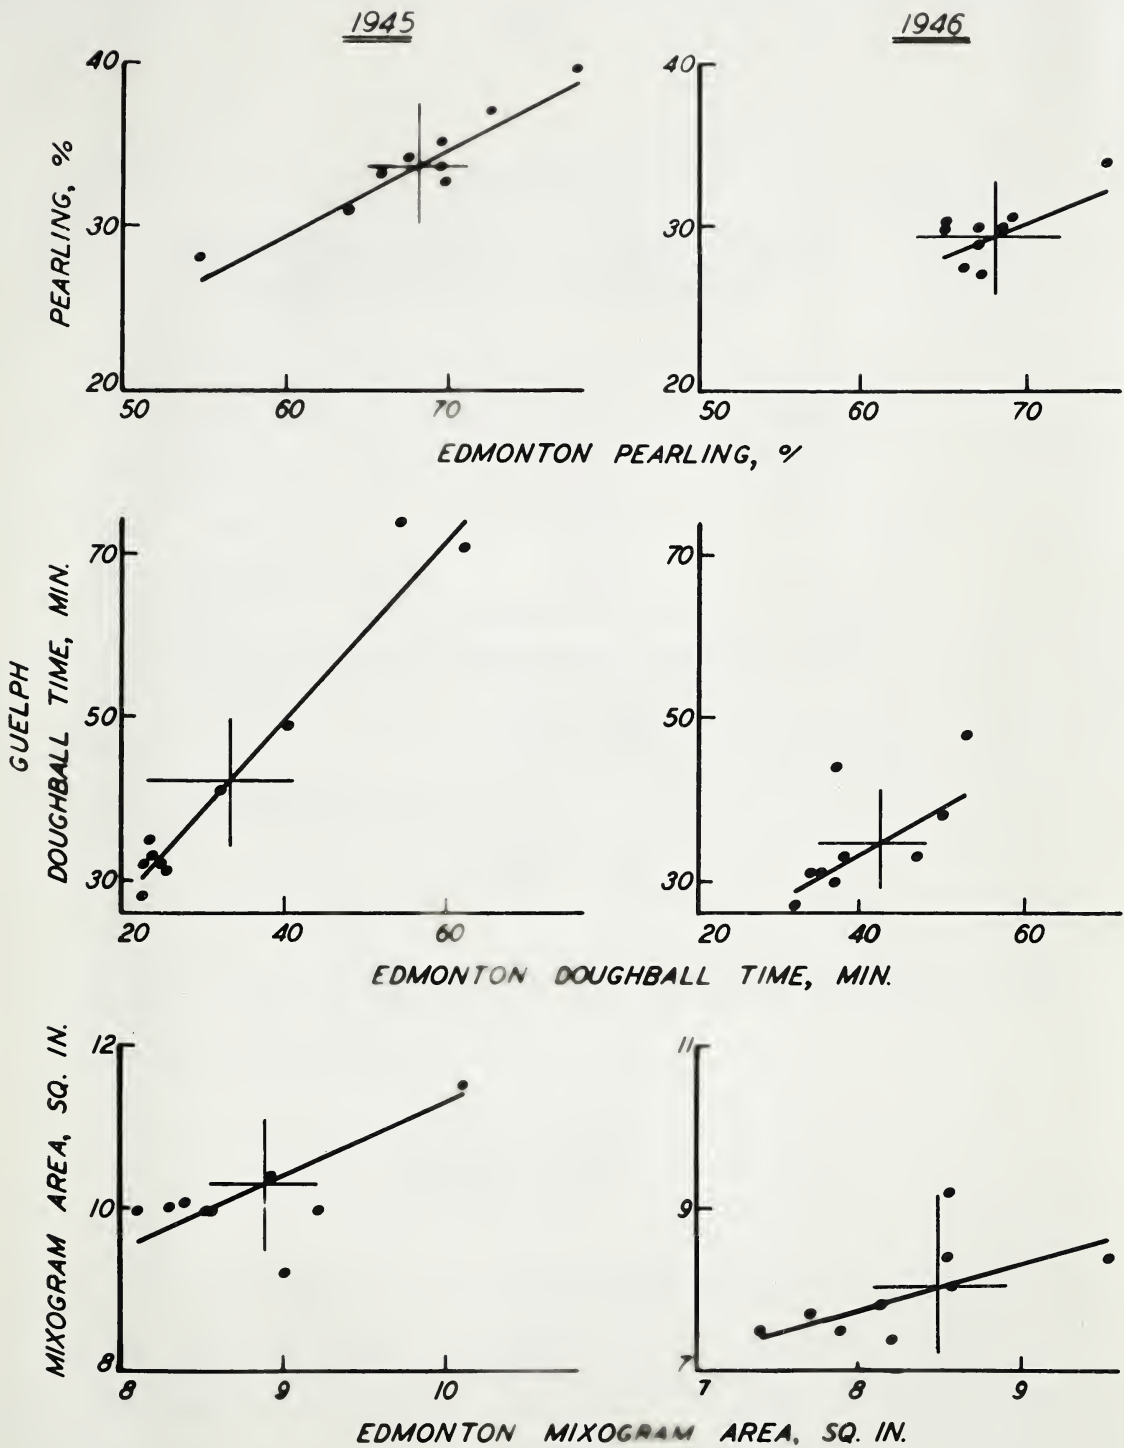 1945
1946
40
30
20
PEARLING, %
50 60 70
40
30
20
50 60 70
EDMONTON PEARLING, %
GUELPH
DOUGHBALL TIME, MIN.
70
50
30
20 40 60
70
50
30
20 40 60
EDMONTON DOUGHBALL TIME, MIN.
MIXOGRAM AREA, SQ. IN.
12
10
8
8 9 10
11
9
7
7 8 9
EDMONTON MIXOGRAM AREA, SQ. IN.